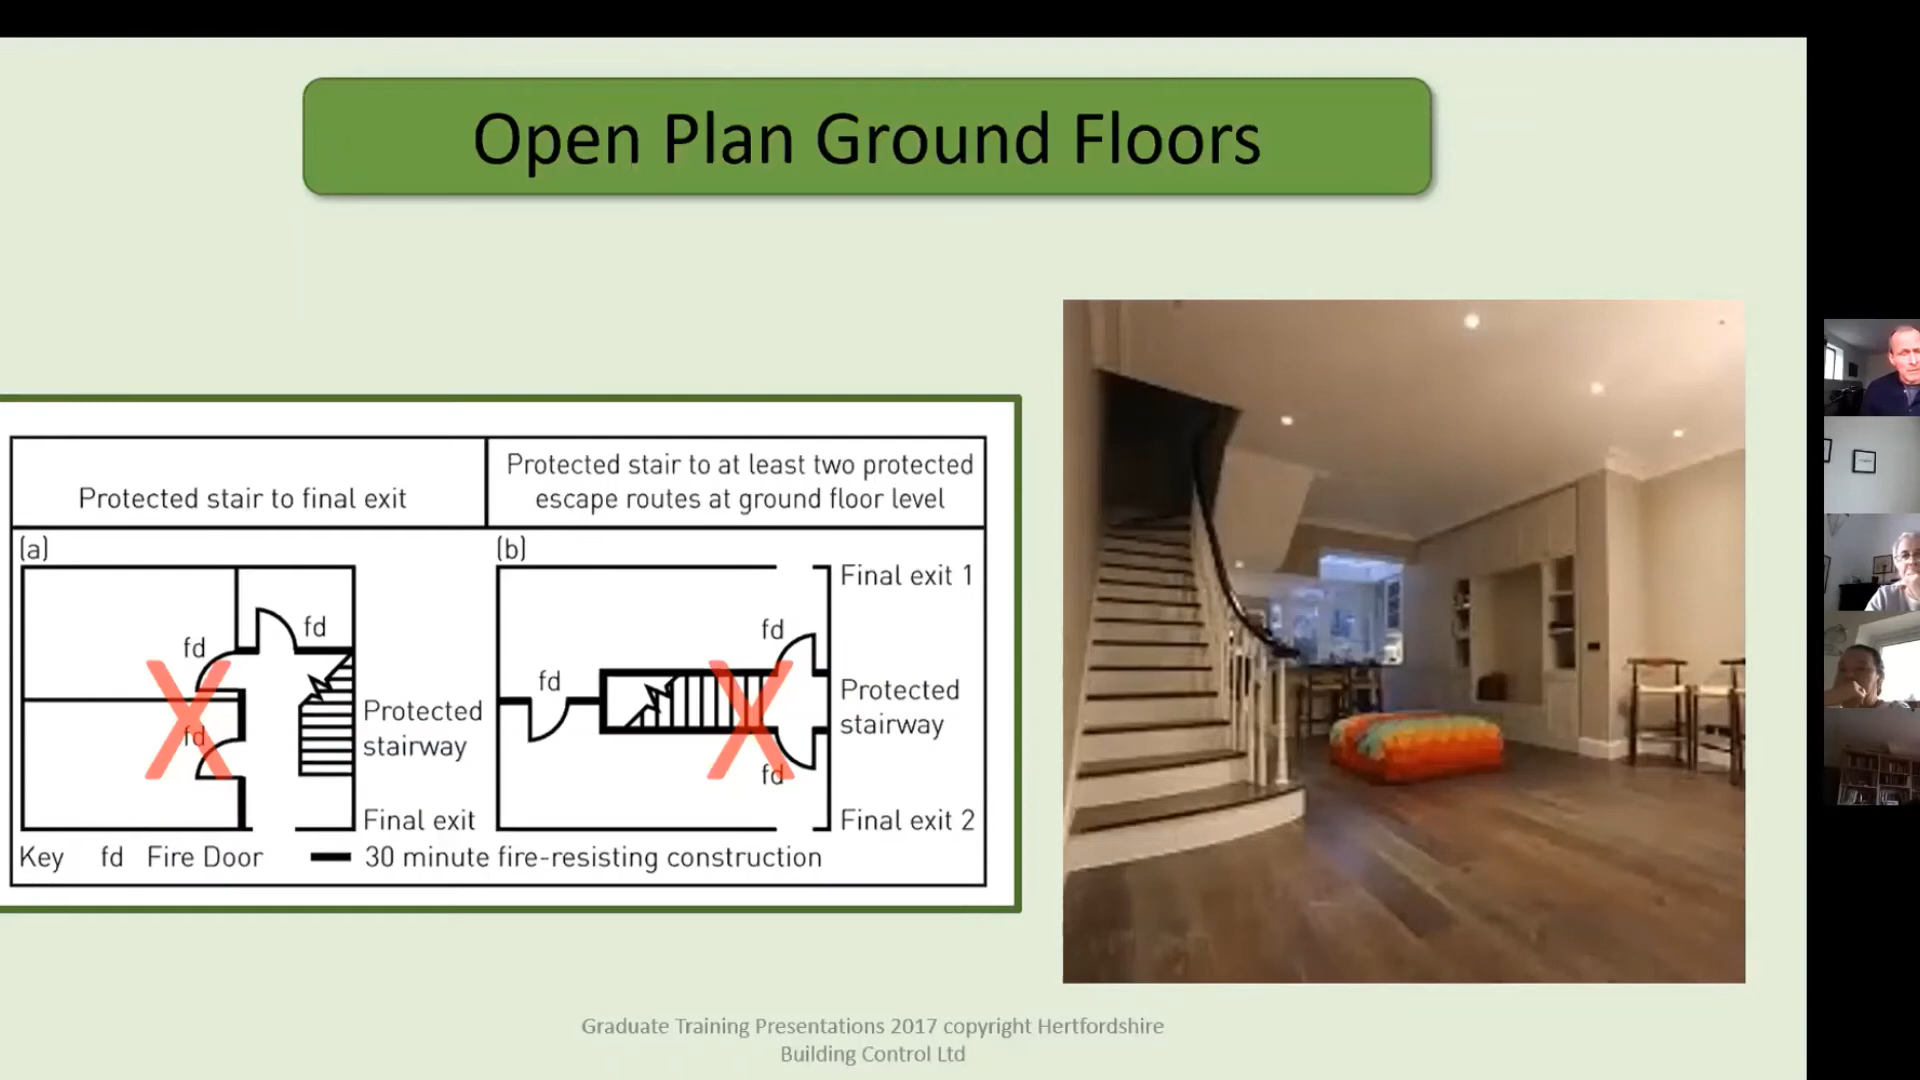 Open Plan Ground Floors
Protected stair to final exit
Protected stair to at least two protected
escape routes at ground floor level
(a)
fd
fd
fd
Protected
stairway
Final exit
(b)
Final exit 1
fd
fd
Protected
stairway
fd
Final exit 2
Key fd Fire Door 30 minute fire-resisting construction
Graduate Training Presentations 2017 copyright Hertfordshire
Building Control Ltd